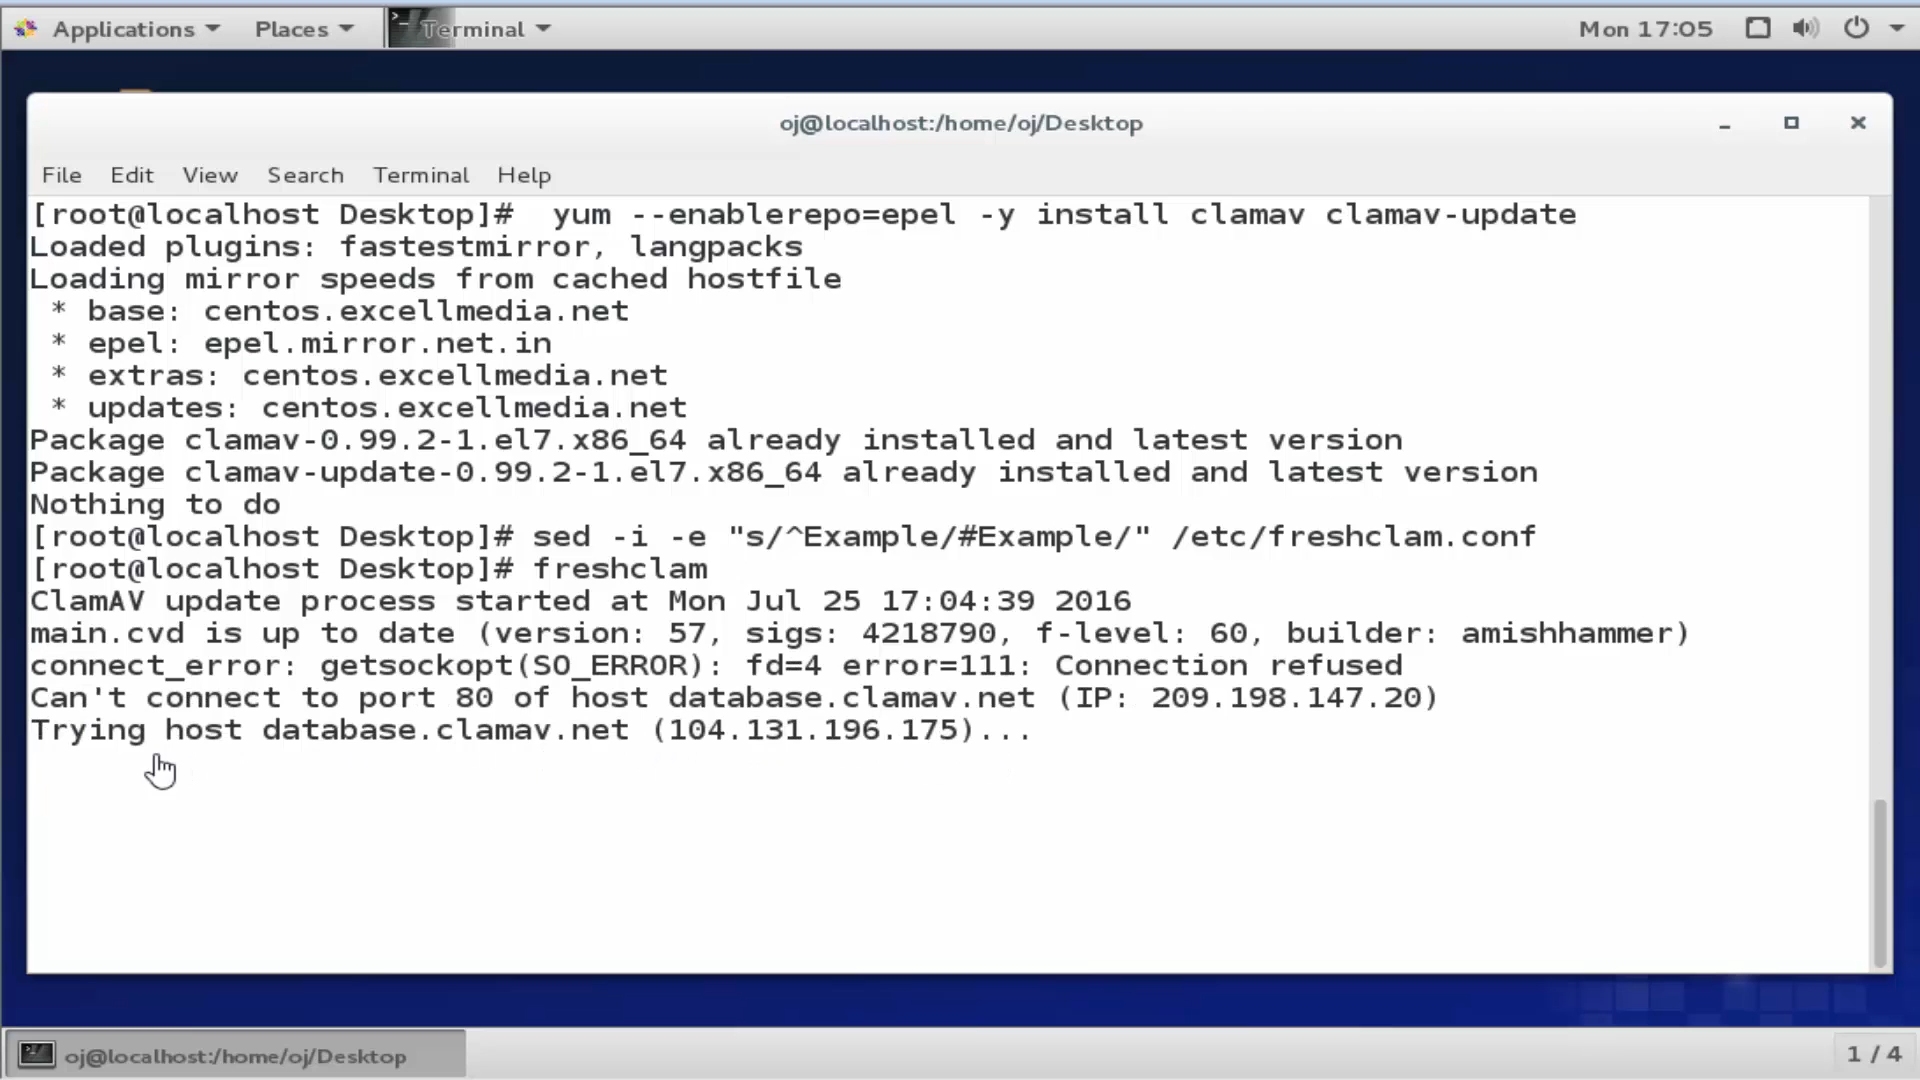 Applications Places Terminal Mon 17:05
oj@localhost:/home/oj/Desktop
File Edit View Search Terminal Help
[root@localhost Desktop]#  yum --enablerepo=epel -y install clamav clamav-update
Loaded plugins: fastestmirror, langpacks
Loading mirror speeds from cached hostfile
 * base: centos.excellmedia.net
 * epel: epel.mirror.net.in
 * extras: centos.excellmedia.net
 * updates: centos.excellmedia.net
Package clamav-0.99.2-1.el7.x86_64 already installed and latest version
Package clamav-update-0.99.2-1.el7.x86_64 already installed and latest version
Nothing to do
[root@localhost Desktop]# sed -i -e "s/^Example/#Example/" /etc/freshclam.conf
[root@localhost Desktop]# freshclam
ClamAV update process started at Mon Jul 25 17:04:39 2016
main.cvd is up to date (version: 57, sigs: 4218790, f-level: 60, builder: amishhammer)
connect_error: getsockopt(SO_ERROR): fd=4 error=111: Connection refused
Can't connect to port 80 of host database.clamav.net (IP: 209.198.147.20)
Trying host database.clamav.net (104.131.196.175)...
oj@localhost:/home/oj/Desktop
1 / 4